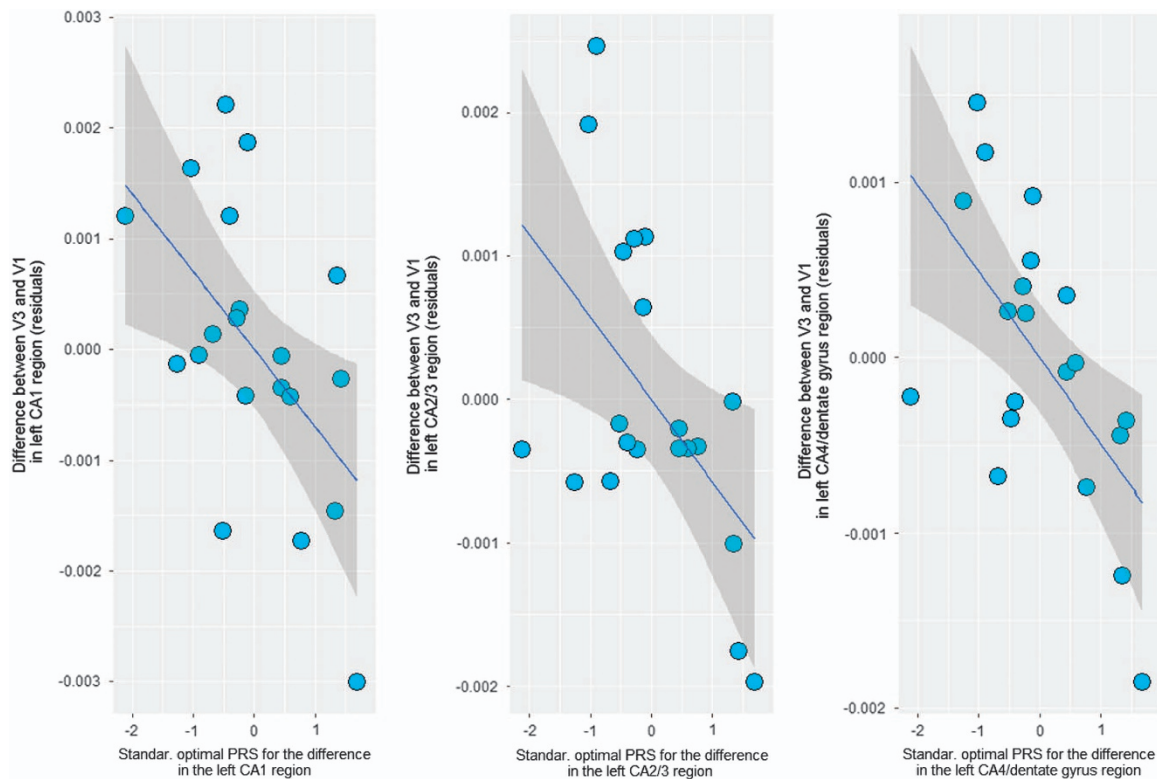 0.003
0.002
0.001
0.000
-0.001
-0.002
-0.003
Difference between V3 and V1
in left CA1 region (residuals)
-2 -1 0 1
Standar. optimal PRS for the difference
in the left CA1 region
0.002
0.001
0.000
-0.001
-0.002
Difference between V3 and V1
in left CA2/3 region (residuals)
-2 -1 0 1
Standar. optimal PRS for the difference
in the left CA2/3 region
0.001
0.000
-0.001
-0.002
Difference between V3 and V1
in left CA4/dentate gyrus region (residuals)
-2 -1 0 1
Standar. optimal PRS for the difference
in the left CA4/dentate gyrus region